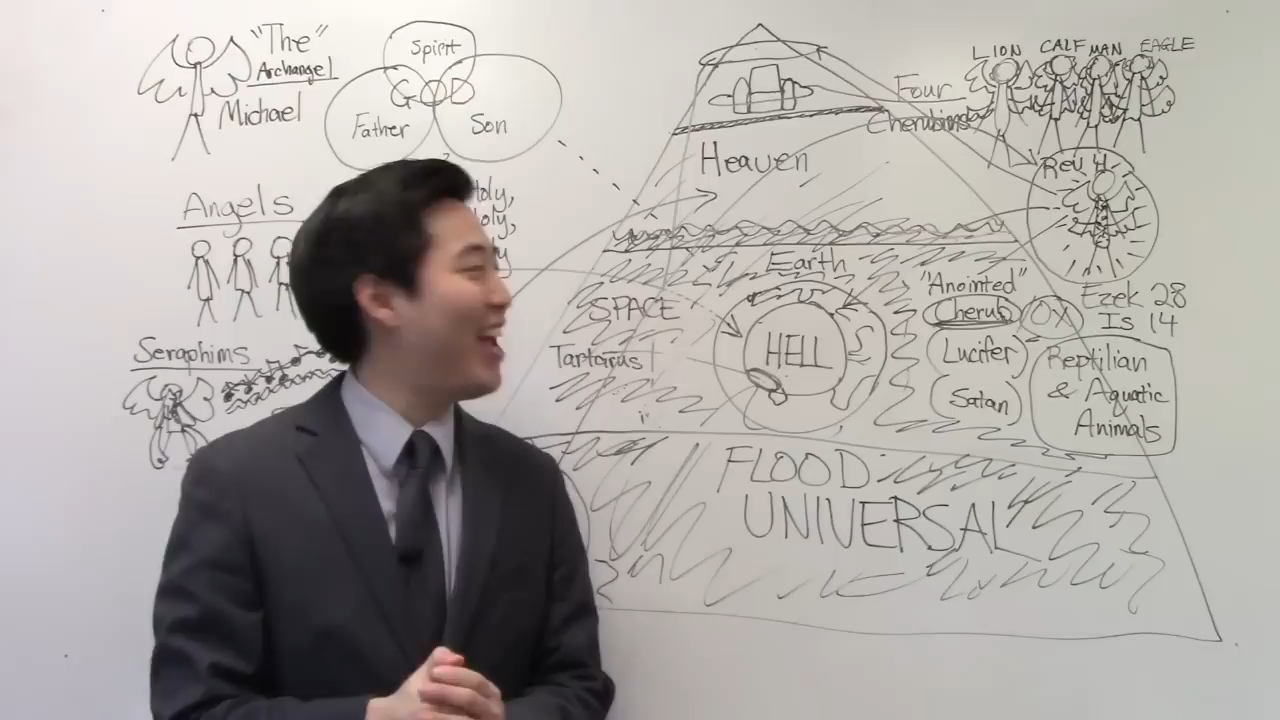 "The"
Archangel
Michael
Spirit
GOD
Father
Son
Angels
Holy,
Holy,
Holy
Seraphims
Heaven
Four
Cherubims
LION
CALF
MAN
EAGLE
Rev 4
Earth
SPACE
Tartarus
HELL
"Anointed"
Cherub
OX
Lucifer
Satan
Ezek 28
Is 14
Reptilian
& Aquatic
Animals
FLOOD
UNIVERSAL